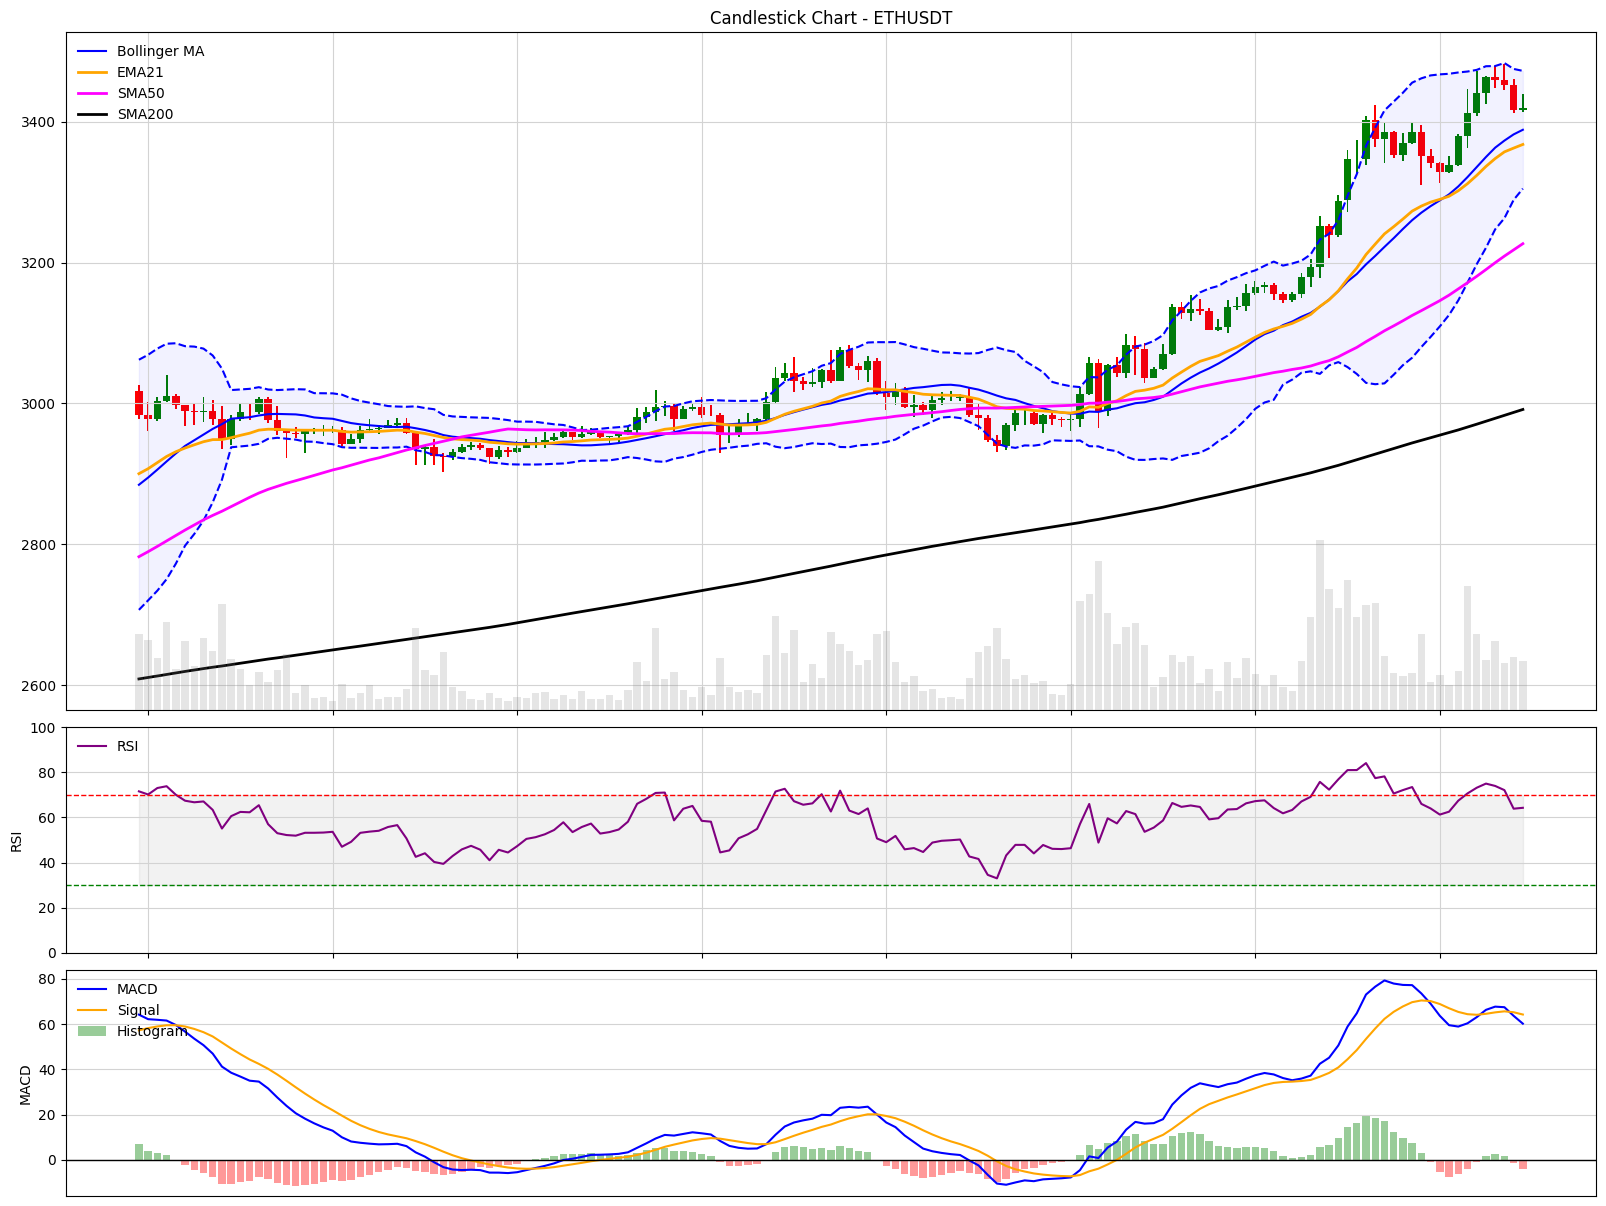 Candlestick Chart - ETHUSDT
Bollinger MA
EMA21
SMA50
SMA200
3400
3200
3000
2800
2600
100
RSI
80
60
RSI
40
20
0
80
MACD
Signal
60
Histogram
40
MACD
20
0